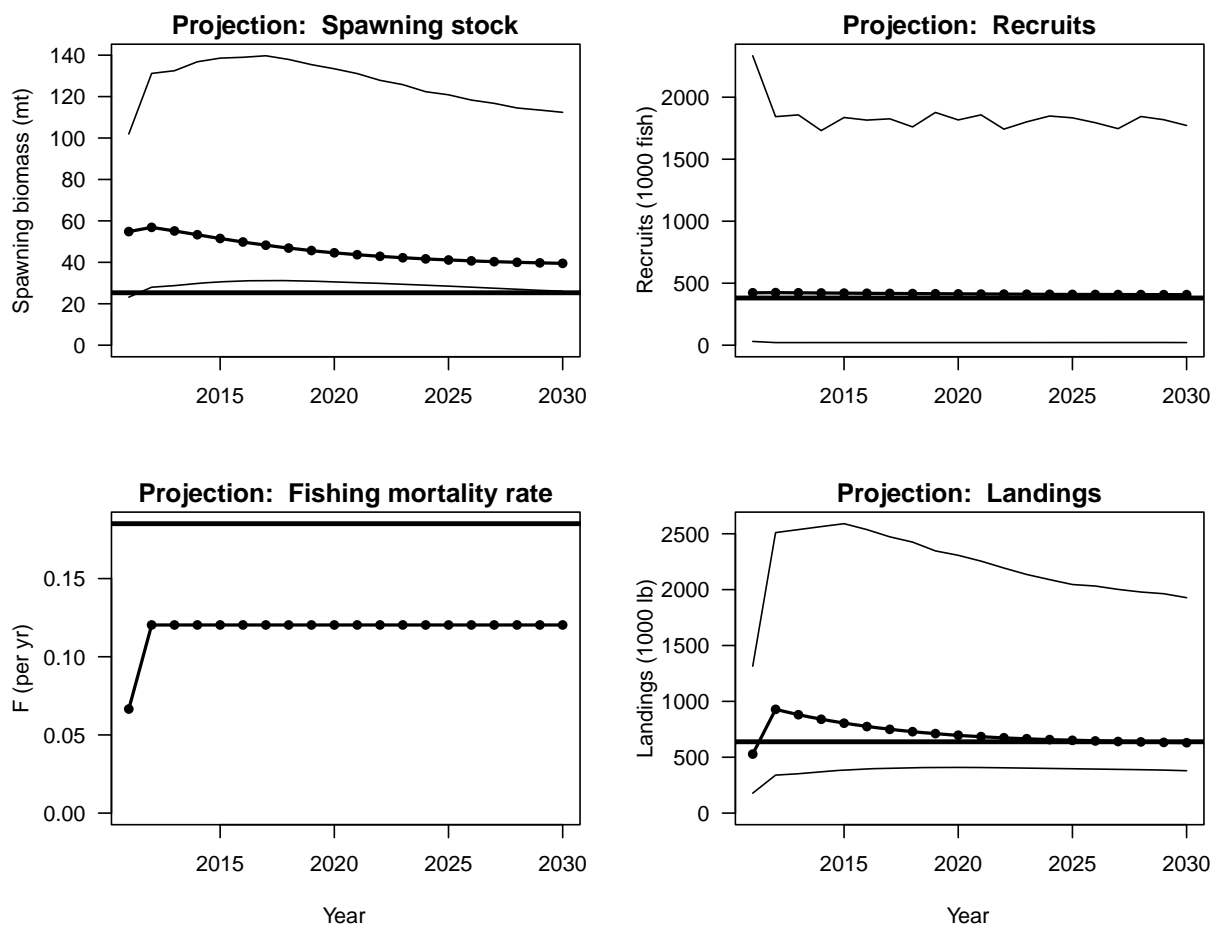 Projection: Spawning stock
Spawning biomass (mt)
140
120
100
80
60
40
20
0
2015 2020 2025 2030
Projection: Recruits
Recruits (1000 fish)
2000
1500
1000
500
0
2015 2020 2025 2030
Projection: Fishing mortality rate
F (per yr)
0.15
0.10
0.05
0.00
2015 2020 2025 2030
Year
Projection: Landings
Landings (1000 lb)
2500
2000
1500
1000
500
0
2015 2020 2025 2030
Year